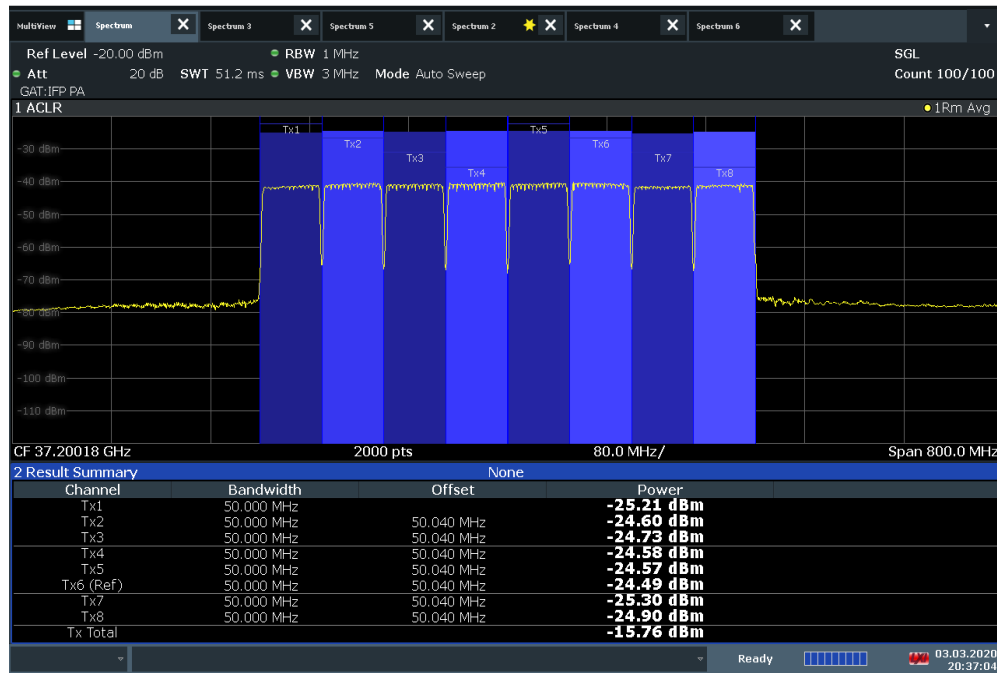 MultiView Spectrum Spectrum 3 Spectrum 5 Spectrum 2 Spectrum 4 Spectrum 6
Ref Level -20.00 dBm RBW 1 MHz SGL
Att 20 dB SWT 51.2 ms VBW 3 MHz Mode Auto Sweep Count 100/100
GAT:IFP PA
1 ACLR 1Rm Avg
Tx1 Tx5
Tx2 Tx6
-30 dBm
Tx3 Tx7
Tx4 Tx8
-40 dBm
-50 dBm
-60 dBm
-70 dBm
-80 dBm
-90 dBm
-100 dBm
-110 dBm
CF 37.20018 GHz 2000 pts 80.0 MHz/ Span 800.0 MHz
2 Result Summary None
Channel Bandwidth Offset Power
Tx1 50.000 MHz -25.21 dBm
Tx2 50.000 MHz 50.040 MHz -24.60 dBm
Tx3 50.000 MHz 50.040 MHz -24.73 dBm
Tx4 50.000 MHz 50.040 MHz -24.58 dBm
Tx5 50.000 MHz 50.040 MHz -24.57 dBm
Tx6 (Ref) 50.000 MHz 50.040 MHz -24.49 dBm
Tx7 50.000 MHz 50.040 MHz -25.30 dBm
Tx8 50.000 MHz 50.040 MHz -24.90 dBm
Tx Total -15.76 dBm
Ready 03.03.2020
20:37:04